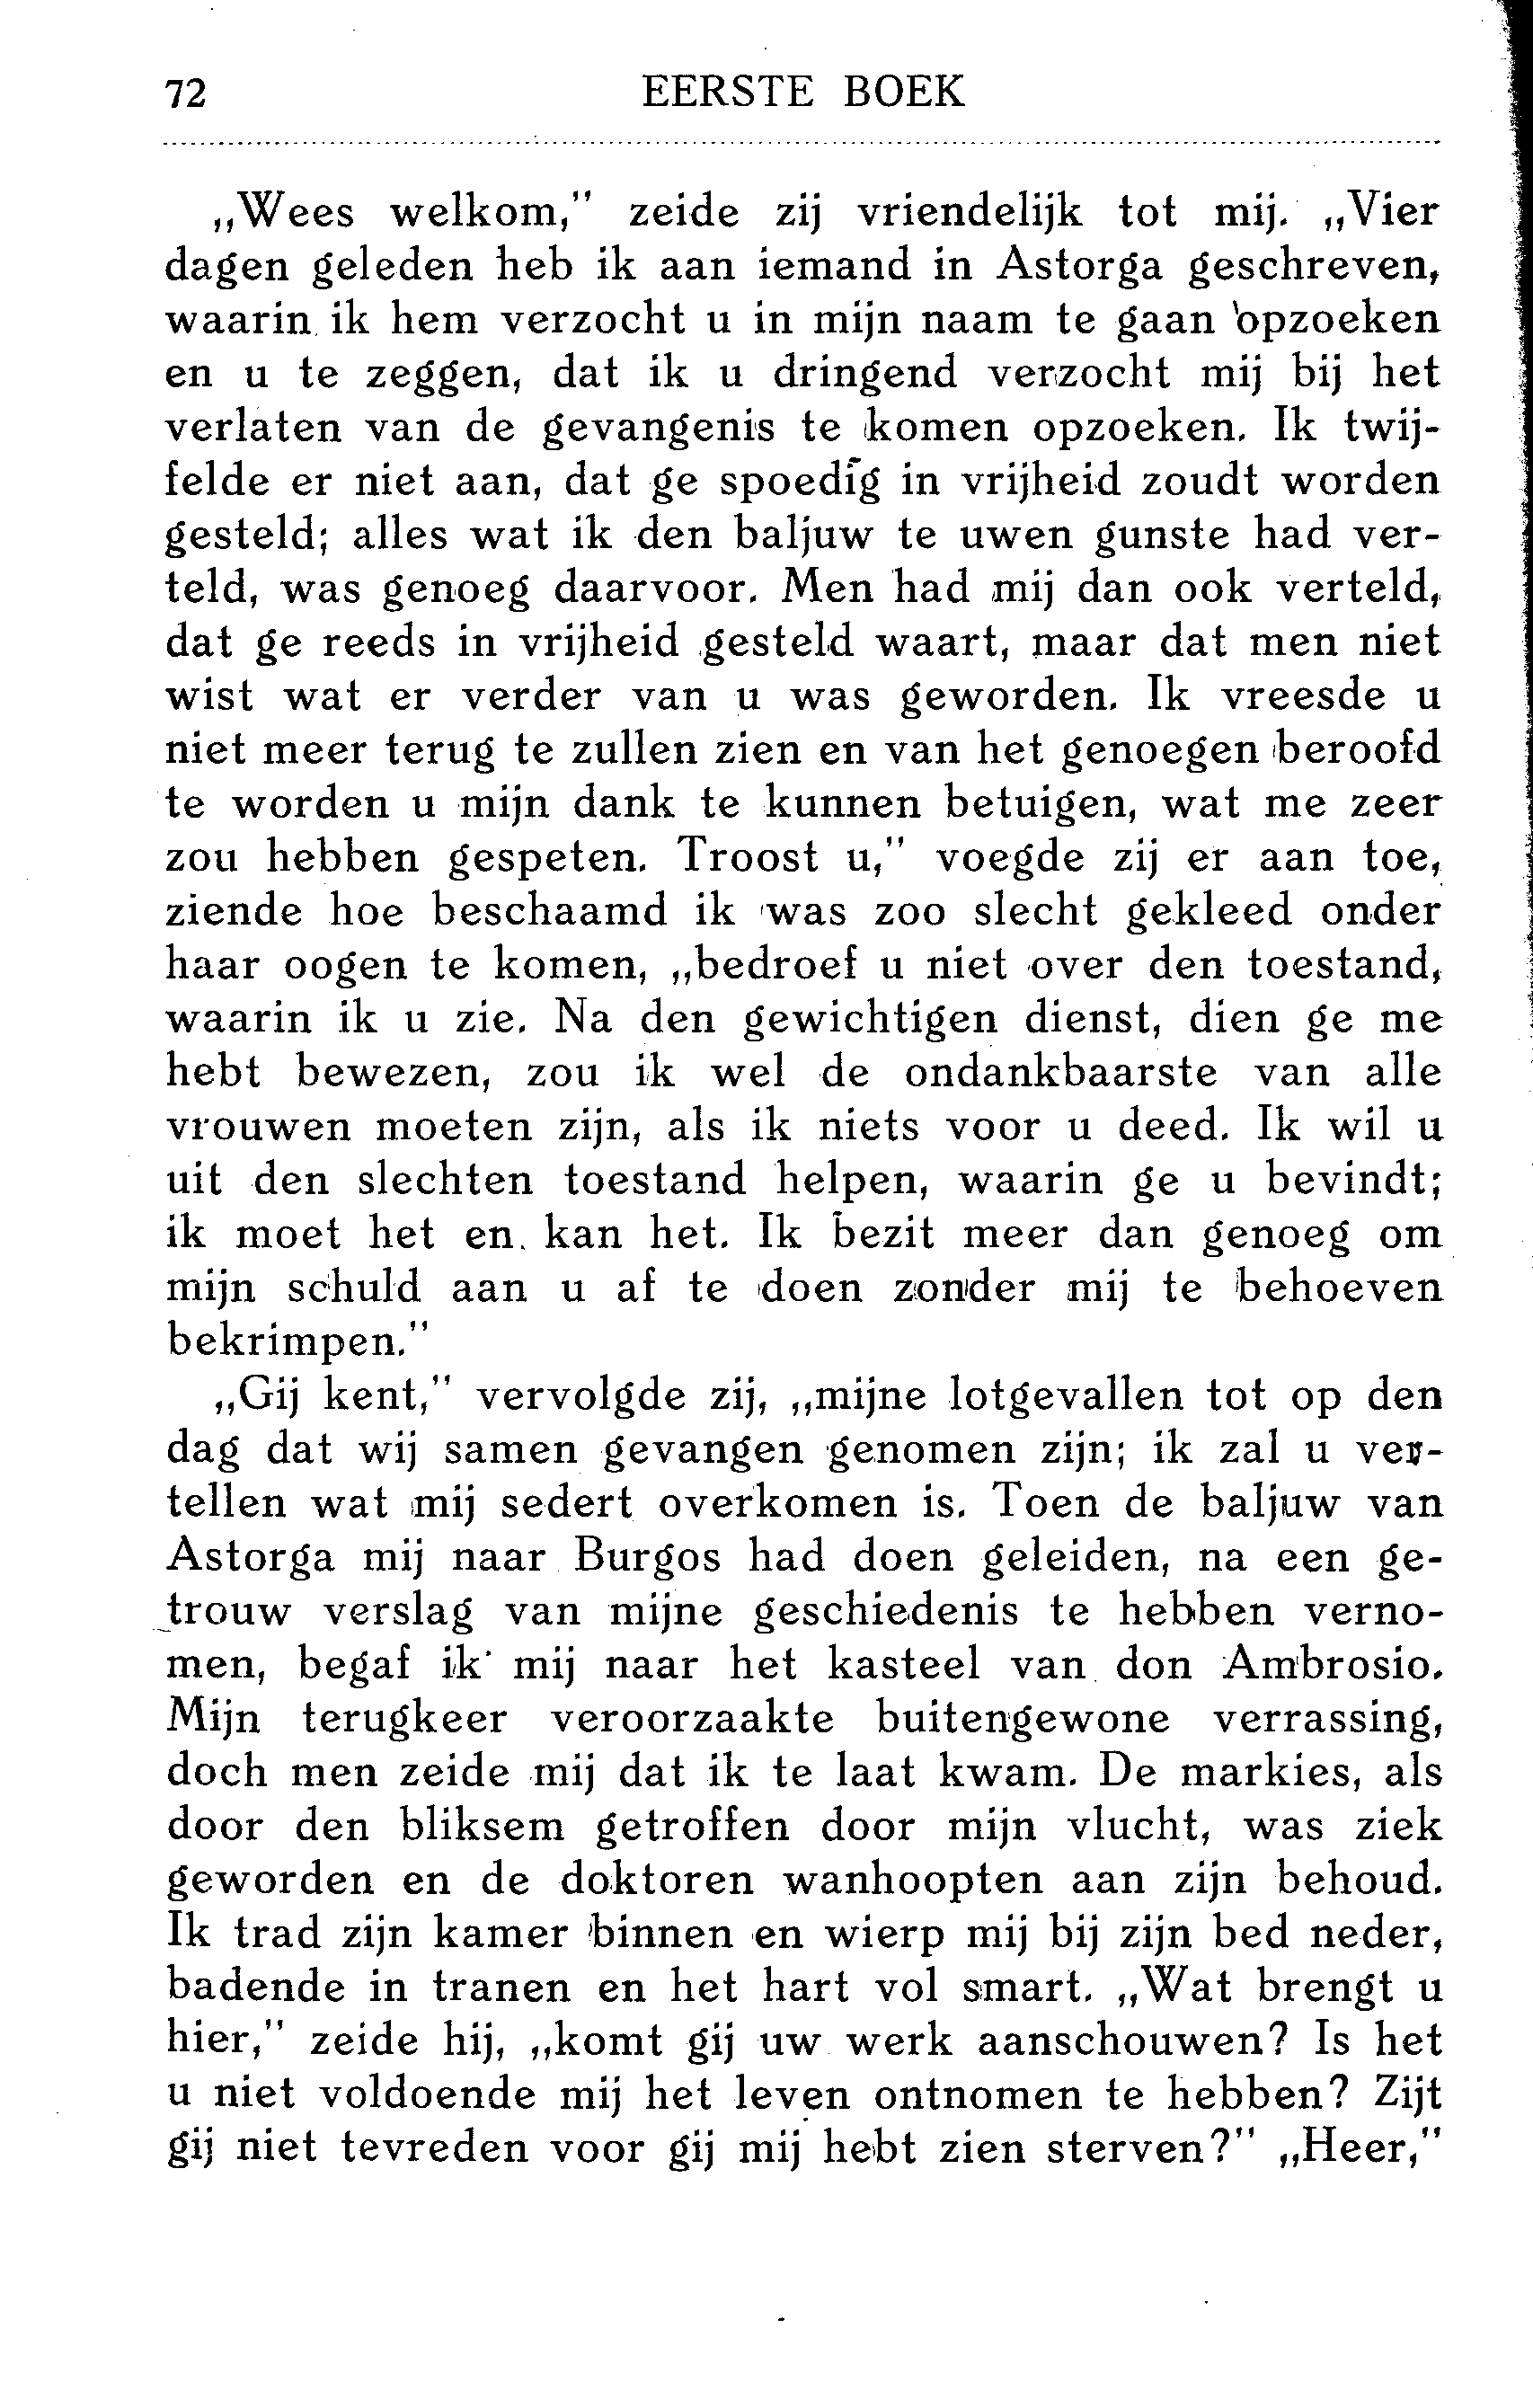 72 EERSTE BOEK
„Wees welkom,” zeide zij vriendelijk tot mij. „Vier
dagen geleden heb ik aan iemand in Astorga geschreven,
waarin ik hem verzocht u in mijn naam te gaan opzoeken
en u te zeggen, dat ik u dringend verzocht mij bij het
verlaten van de gevangenis te komen opzoeken. Ik twij-
felde er niet aan, dat ge spoedig in vrijheid zoudt worden
gesteld; alles wat ik den baljuw te uwen gunste had ver-
teld, was genoeg daarvoor. Men had mij dan ook verteld,
dat ge reeds in vrijheid gesteld waart, maar dat men niet
wist wat er verder van u was geworden. Ik vreesde u
niet meer terug te zullen zien en van het genoegen beroofd
te worden u mijn dank te kunnen betuigen, wat me zeer
zou hebben gespeten. Troost u,” voegde zij er aan toe,
ziende hoe beschaamd ik was zoo slecht gekleed onder
haar oogen te komen, „bedroef u niet over den toestand,
waarin ik u zie. Na den gewichtigen dienst, dien ge me
hebt bewezen, zou ik wel de ondankbaarste van alle
vrouwen moeten zijn, als ik niets voor u deed. Ik wil u
uit den slechten toestand helpen, waarin ge u bevindt;
ik moet het en kan het. Ik bezit meer dan genoeg om
mijn schuld aan u af te doen zonder mij te behoeven
bekrimpen.”
„Gij kent,” vervolgde zij, „mijne lotgevallen tot op den
dag dat wij samen gevangen genomen zijn; ik zal u ver-
tellen wat mij sedert overkomen is. Toen de baljuw van
Astorga mij naar Burgos had doen geleiden, na een ge-
trouw verslag van mijne geschiedenis te hebben verno-
men, begaf ik mij naar het kasteel van don Ambrosio.
Mijn terugkeer veroorzaakte buitengewone verrassing,
doch men zeide mij dat ik te laat kwam. De markies, als
door den bliksem getroffen door mijn vlucht, was ziek
geworden en de doktoren wanhoopten aan zijn behoud.
Ik trad zijn kamer binnen en wierp mij bij zijn bed neder,
badende in tranen en het hart vol smart. „Wat brengt u
hier,” zeide hij, „komt gij uw werk aanschouwen? Is het
u niet voldoende mij het leven ontnomen te hebben? Zijt
gij niet tevreden voor gij mij hebt zien sterven?” „Heer,”